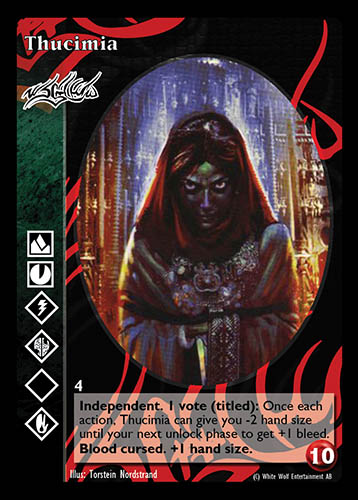 Thucimia
4
Independent. 1 vote (titled): Once each
action, Thucimia can give you -2 hand size
until your next unlock phase to get +1 bleed.
Blood cursed. +1 hand size.
10
Illus: Torstein Nordstrand
(C) White Wolf Entertainment AB